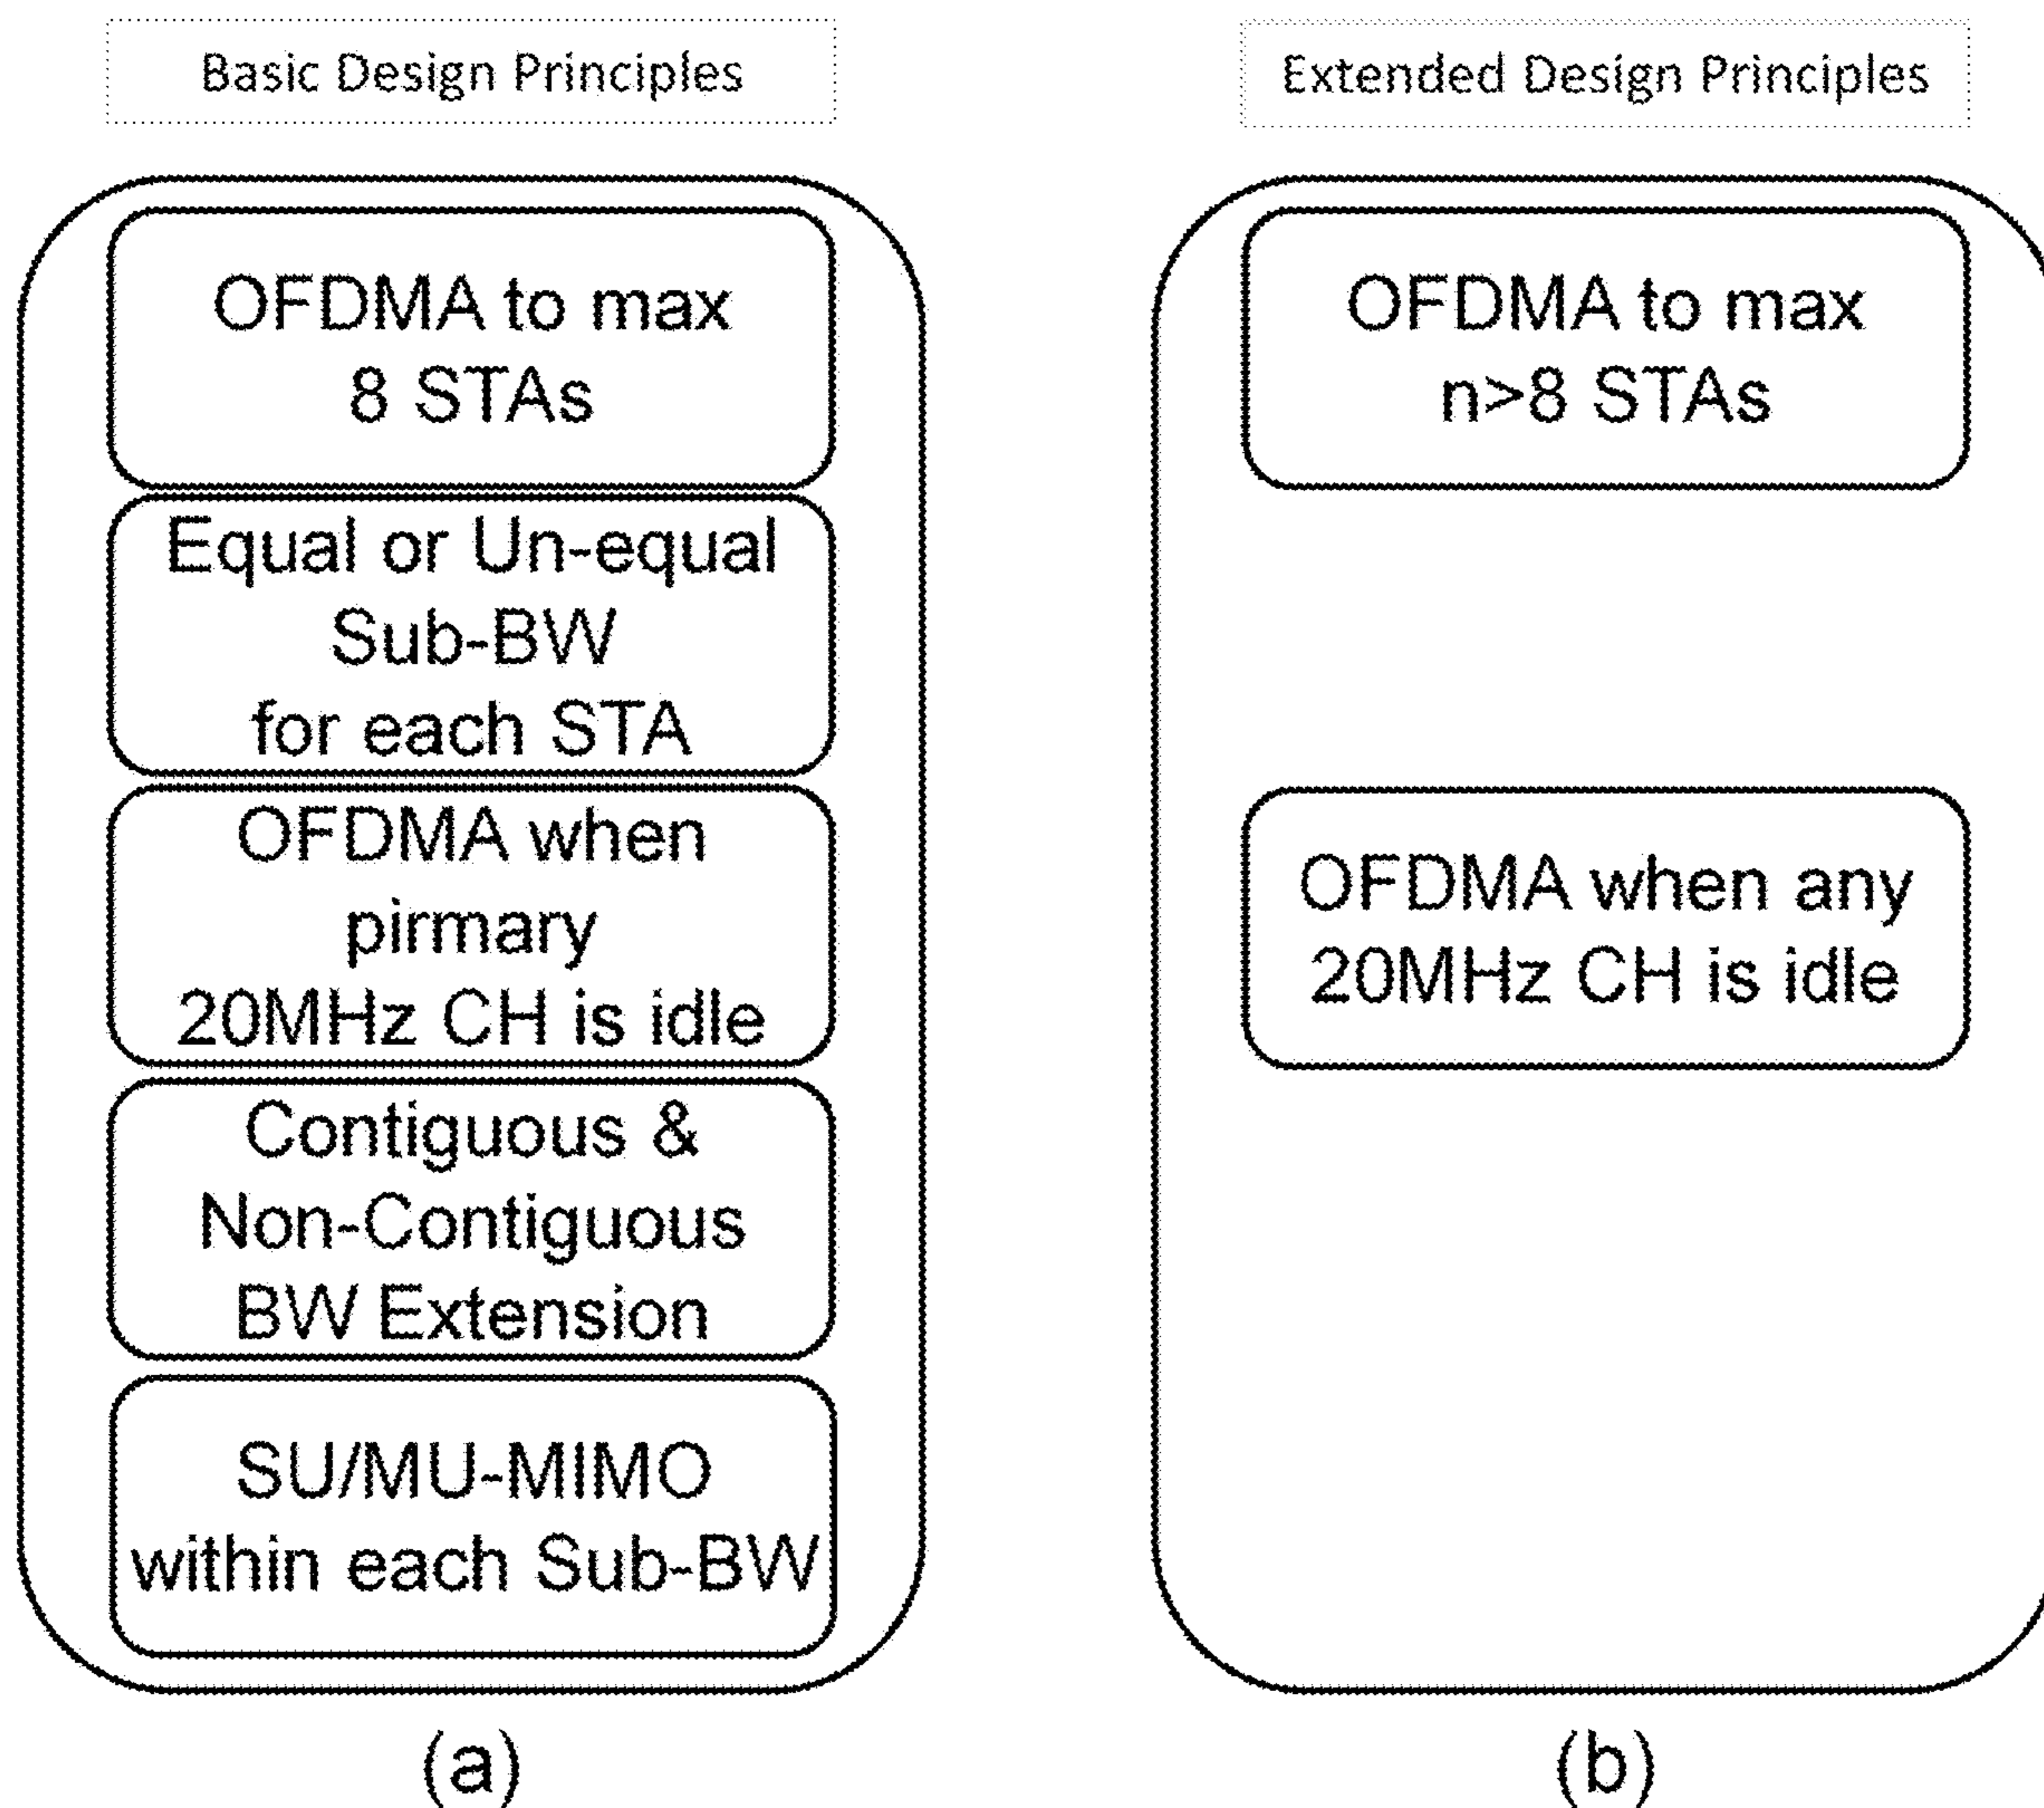 Basic Design Principles
OFDMA to max
8 STAs
Equal or Un-equal
Sub-BW
for each STA
OFDMA when
pirmary
20MHz CH is idle
Contiguous &
Non-Contiguous
BW Extension
SU/MU-MIMO
within each Sub-BW
(a)
Extended Design Principles
OFDMA to max
n>8 STAs
OFDMA when any
20MHz CH is idle
(b)